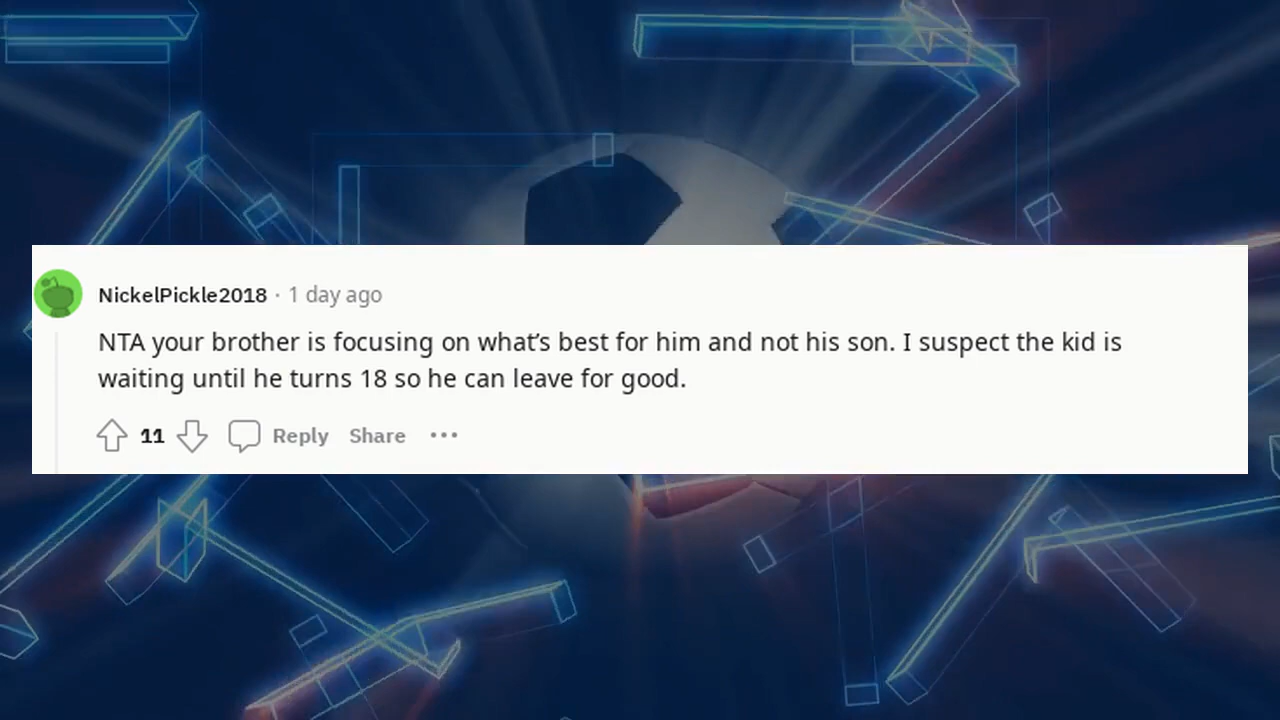 NickelPickle2018 · 1 day ago
NTA your brother is focusing on what’s best for him and not his son. I suspect the kid is
waiting until he turns 18 so he can leave for good.
11 Reply Share •••